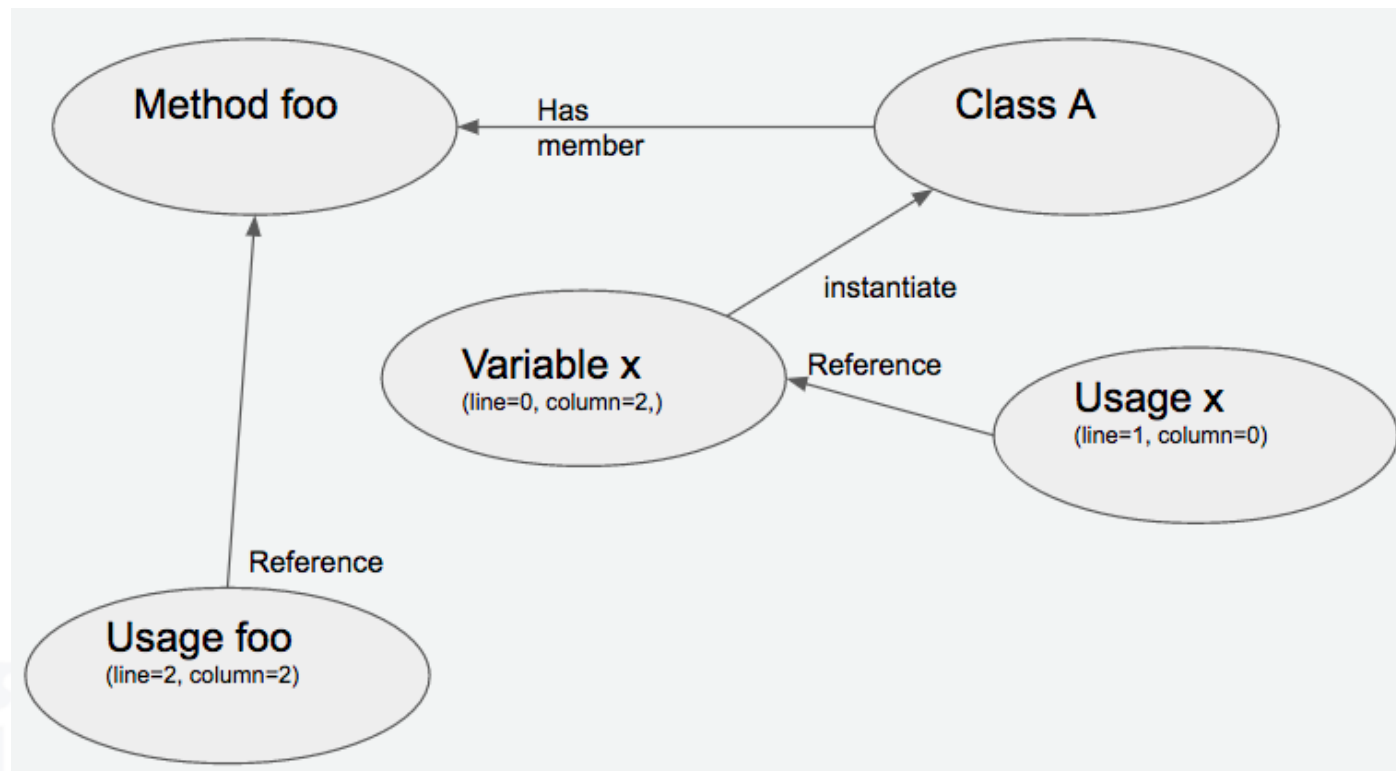 Method foo
Class A
Has
member
instantiate
Variable x
(line=0, column=2,)
Reference
Usage x
(line=1, column=0)
Reference
Usage foo
(line=2, column=2)